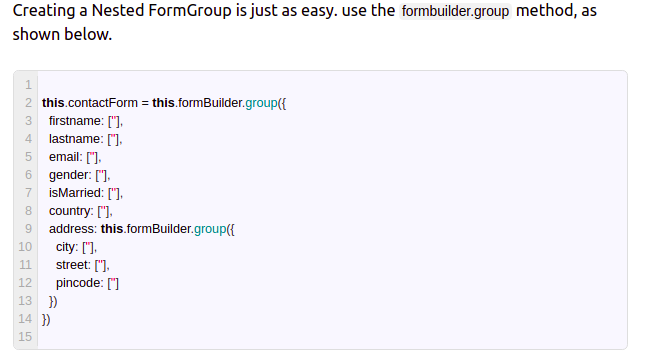 Creating a Nested FormGroup is just as easy. use the formbuilder.group method, as
shown below.
1
2 this.contactForm = this.formBuilder.group({
3 firstname: [''],
4 lastname: [''],
5 email: [''],
6 gender: [''],
7 isMarried: [''],
8 country: [''],
9 address: this.formBuilder.group({
10 city: [''],
11 street: [''],
12 pincode: ['']
13 })
14 })
15